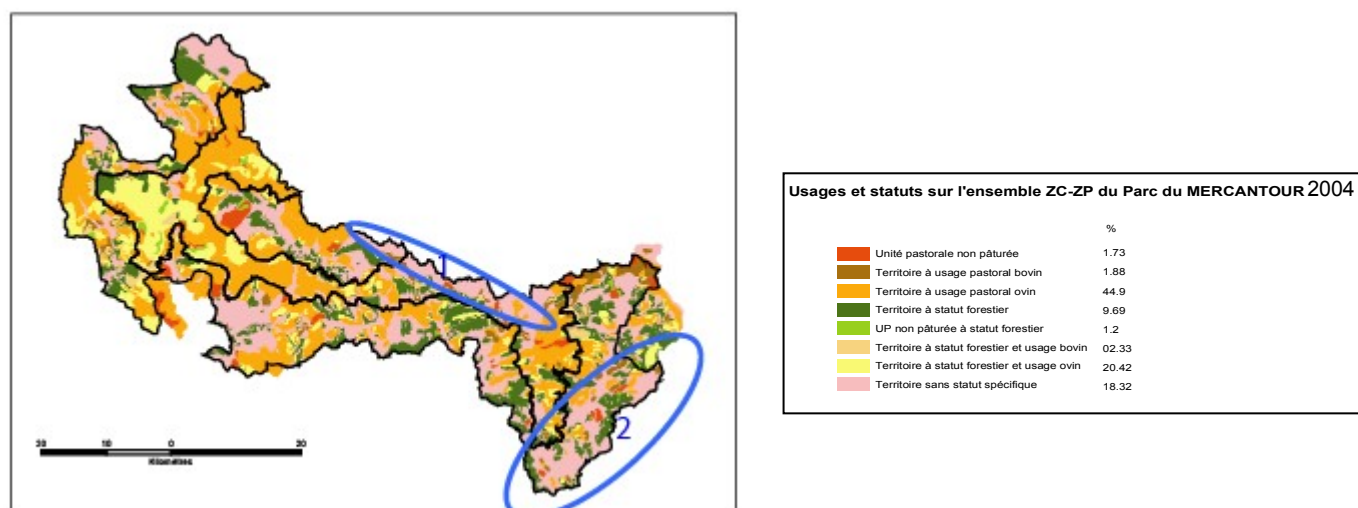 1
2
20 10 0 20
Kilomètres
Usages et statuts sur l'ensemble ZC-ZP du Parc du MERCANTOUR 2004
%
Unité pastorale non pâturée 1.73
Territoire à usage pastoral bovin 1.88
Territoire à usage pastoral ovin 44.9
Territoire à statut forestier 9.69
UP non pâturée à statut forestier 1.2
Territoire à statut forestier et usage bovin 02.33
Territoire à statut forestier et usage ovin 20.42
Territoire sans statut spécifique 18.32